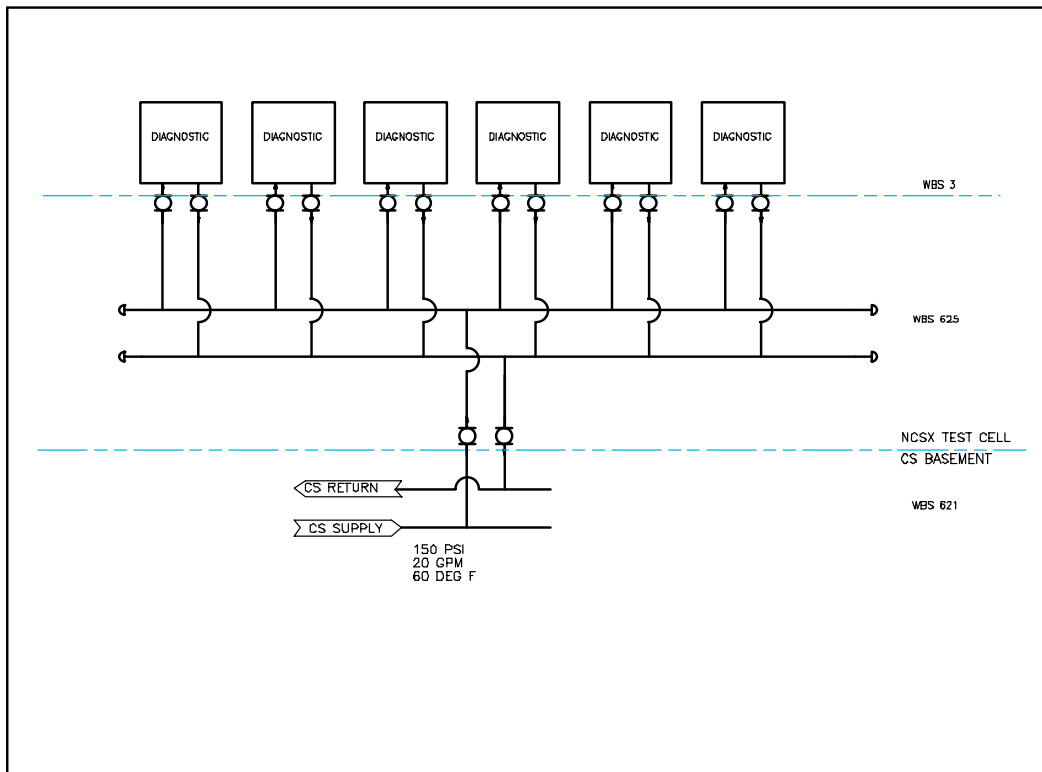 DIAGNOSTIC DIAGNOSTIC DIAGNOSTIC DIAGNOSTIC DIAGNOSTIC DIAGNOSTIC
WBS 3
WBS 625
NCSX TEST CELL
CS BASEMENT
CS RETURN
WBS 621
CS SUPPLY
150 PSI
20 GPM
60 DEG F